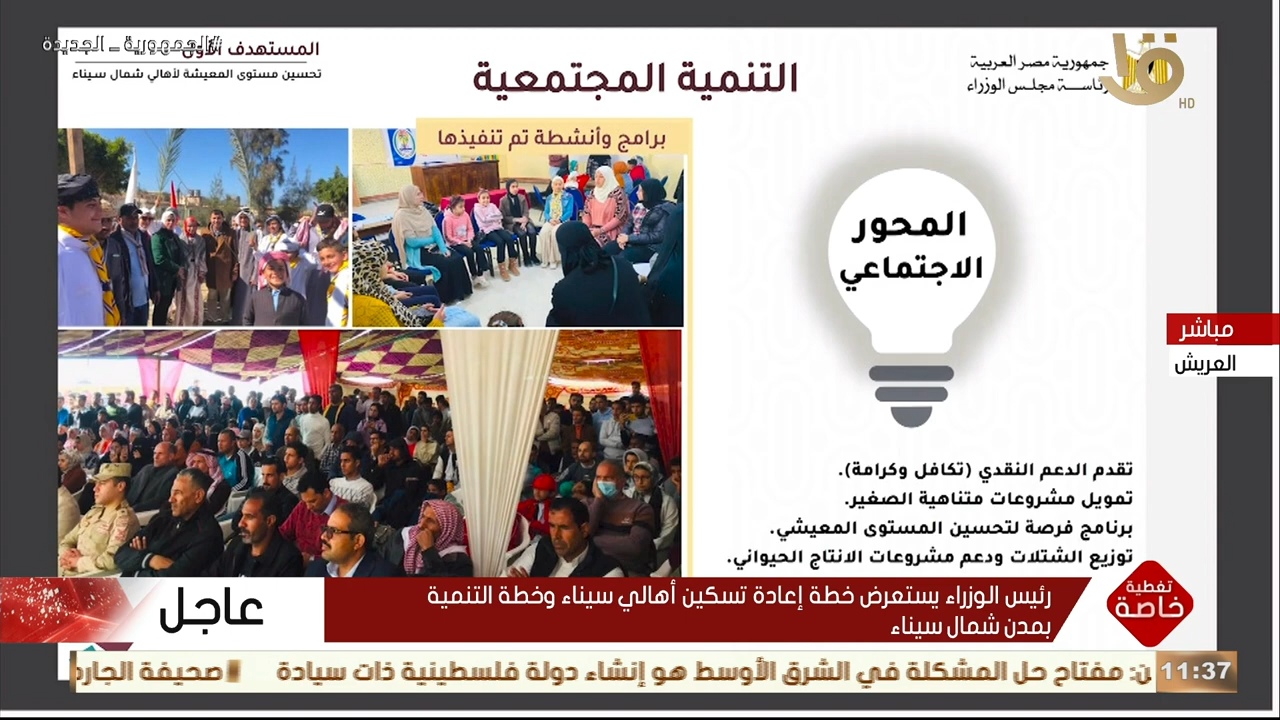 #الجمهورية_الجديدة
المستهدف الأول
تحسين مستوى المعيشة لأهالي شمال سيناء
التنمية المجتمعية
جمهورية مصر العربية
رئاسة مجلس الوزراء
HD
برامج وأنشطة تم تنفيذها
المحور
الاجتماعي
مباشر
العريش
تقدم الدعم النقدي (تكافل وكرامة).
تمويل مشروعات متناهية الصغير.
برنامج فرصة لتحسين المستوى المعيشي.
توزيع الشتلات ودعم مشروعات الانتاج الحيواني.
تغطية
خاصة
عاجل
رئيس الوزراء يستعرض خطة إعادة تسكين أهالي سيناء وخطة التنمية
بمدن شمال سيناء
11:37
ن: مفتاح حل المشكلة في الشرق الأوسط هو إنشاء دولة فلسطينية ذات سيادة
صحيفة الجارد